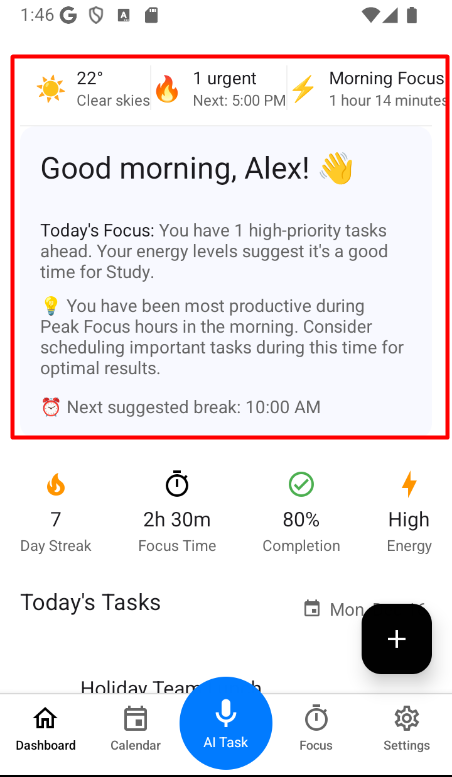 1:46
22°
Clear skies
1 urgent
Next: 5:00 PM
Morning Focus
1 hour 14 minutes
Good morning, Alex! 👋
Today's Focus: You have 1 high-priority tasks
ahead. Your energy levels suggest it's a good
time for Study.
💡 You have been most productive during
Peak Focus hours in the morning. Consider
scheduling important tasks during this time for
optimal results.
⏰ Next suggested break: 10:00 AM
7
Day Streak
2h 30m
Focus Time
80%
Completion
High
Energy
Today's Tasks
Mon,
Holiday Team
Dashboard
Calendar
AI Task
Focus
Settings